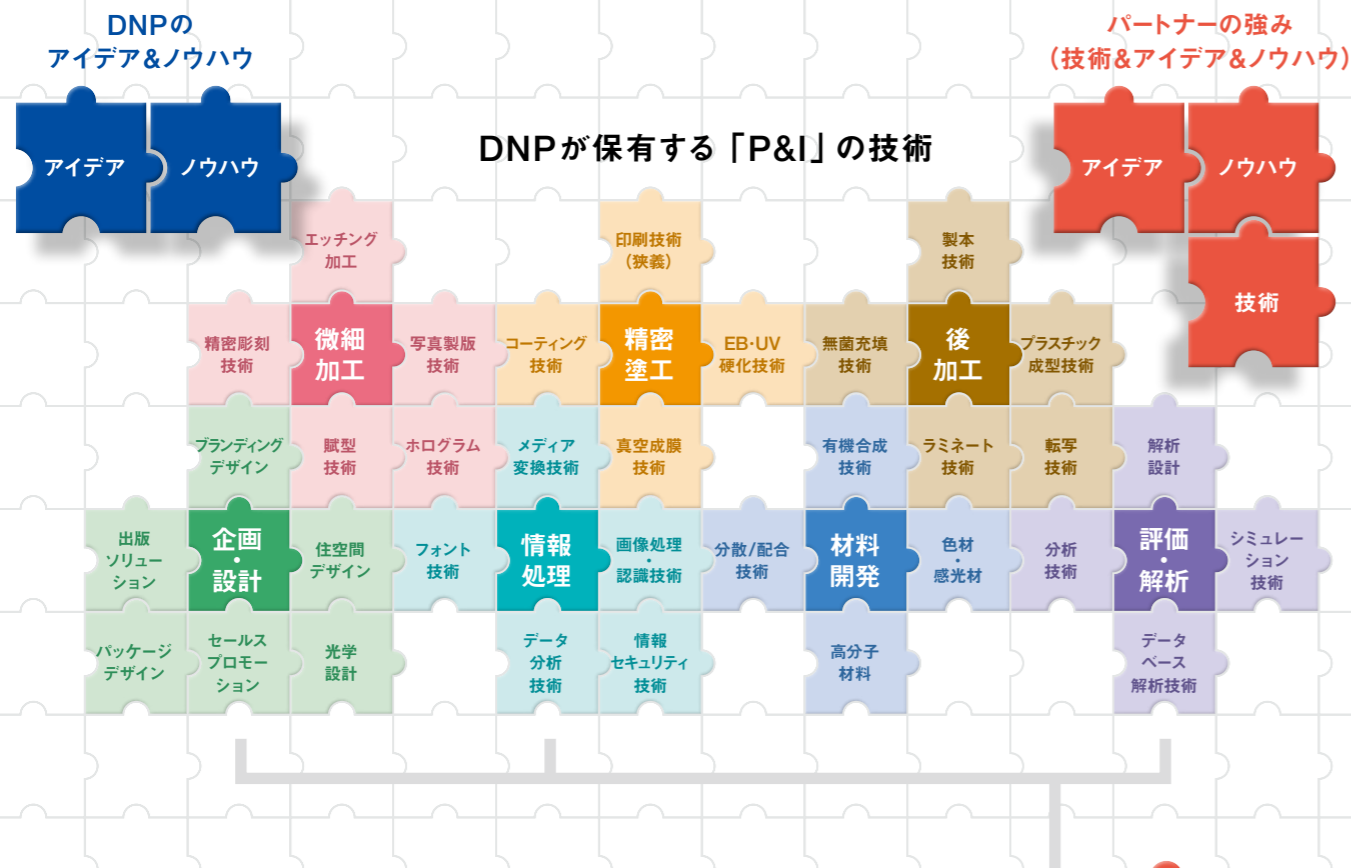 DNPの
アイデア&ノウハウ
パートナーの強み
(技術&アイデア&ノウハウ)
アイデア
ノウハウ
DNPが保有する「P&I」の技術
アイデア
ノウハウ
技術
エッチング
加工
印刷技術
(狭義)
製本
技術
精密彫刻
技術
微細
加工
写真製版
技術
コーティング
技術
精密
塗工
EB・UV
硬化技術
無菌充填
技術
後
加工
プラスチック
成型技術
ブランディング
デザイン
賦型
技術
ホログラム
技術
メディア
変換技術
真空成膜
技術
有機合成
技術
ラミネート
技術
転写
技術
解析
設計
出版
ソリュー
ション
企画
・
設計
住空間
デザイン
フォント
技術
情報
処理
画像処理
・
認識技術
分散/配合
技術
材料
開発
色材
・
感光材
分析
技術
評価
・
解析
シミュレー
ション
技術
パッケージ
デザイン
セールス
プロモー
ション
光学
設計
データ
分析
技術
情報
セキュリティ
技術
高分子
材料
データ
ベース
解析技術